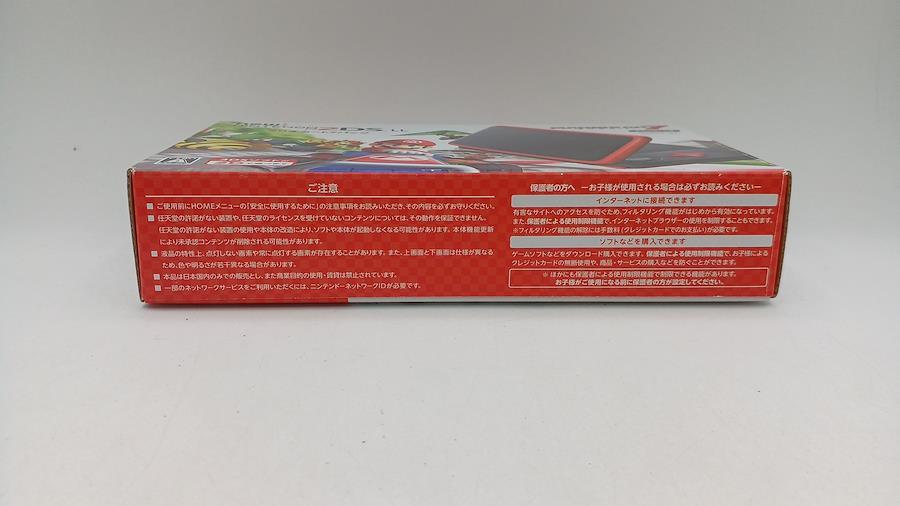 2DS LL
ご注意
■ ご使用前にHOMEメニューの「安全に使用するために」の注意事項をお読みいただき、その内容を必ずお守りください。
■ 任天堂の許諾がない装置や、任天堂のライセンスを受けていないコンテンツについては、その動作を保証できません。
任天堂の許諾がない装置の使用や本体の改造により、ソフトや本体が起動しなくなる可能性があります。本体機能更新
により未承認コンテンツが削除される可能性があります。
■ 液晶の特性上、点灯しない画素や常に点灯する画素が存在することがあります。また、上画面と下画面は仕様が異なる
ため、色や明るさが若干異なる場合があります。
■ 本品は日本国内のみでの販売とし、また商業目的の使用・賃貸は禁止されています。
■ 一部のネットワークサービスをご利用いただくには、ニンテンドーネットワークIDが必要です。
保護者の方へ ―お子様が使用される場合は必ずお読みください―
インターネットに接続できます
有害なサイトへのアクセスを防ぐため、フィルタリング機能がはじめから有効になっています。
また、保護者による使用制限機能で、インターネットブラウザーの使用を制限することもできます。
※フィルタリング機能の解除には手数料(クレジットカードでのお支払い)が必要です。
ソフトなどを購入できます
ゲームソフトなどをダウンロード購入できます。保護者による使用制限機能で、お子様による
クレジットカードの無断使用や、商品・サービスの購入などを防ぐことができます。
※ ほかにも保護者による使用制限機能で制限できる機能があります。
お子様がご使用になる前に保護者の方が設定してください。